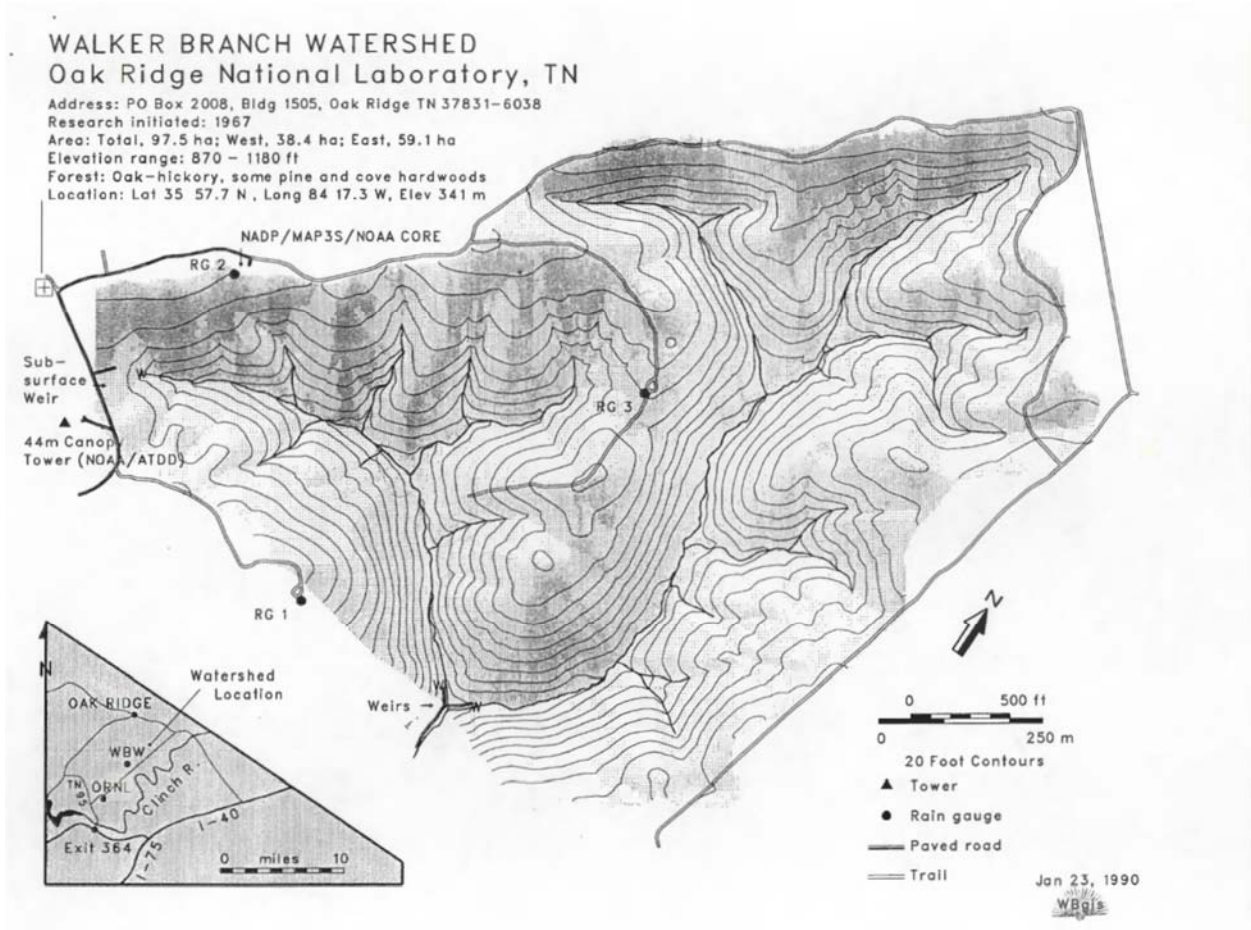 WALKER BRANCH WATERSHED
Oak Ridge National Laboratory, TN
Address: PO Box 2008, Bldg 1505, Oak Ridge TN 37831-6038
Research initiated: 1967
Area: Total, 97.5 ha; West, 38.4 ha; East, 59.1 ha
Elevation range: 870 - 1180 ft
Forest: Oak-hickory, some pine and cove hardwoods
Location: Lat 35 57.7 N , Long 84 17.3 W, Elev 341 m
NADP/MAP3S/NOAA CORE
RG 2
Sub-
surface
Weir
W
RG 3
44m Canopy
Tower (NOAA/ATDD)
RG 1
N
W
Weirs
W
N
Watershed
Location
OAK RIDGE
WBW
TN 95
ORNL
Clinch R.
I-40
Exit 364
I-75
0 miles 10
0 500 ft
0 250 m
20 Foot Contours
Tower
Rain gauge
Paved road
Trail
Jan 23, 1990
WBgis